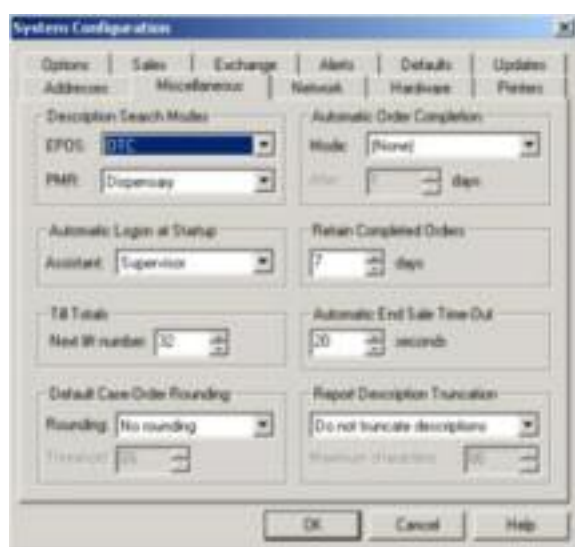 System Configuration
Options Sales Exchange Alerts Defaults Updates
Addresses Miscellaneous Network Hardware Printers
Description Search Modes
EPOS: OTC
PMR: Dispensary
Automatic Order Completion
Mode: (None)
After days
Automatic Logon at Startup
Assistant: Supervisor
Retain Completed Orders
7 days
Till Totals
Next lift number: 32
Automatic End Sale Time-Out
20 seconds
Default Case Order Rounding
Rounding: No rounding
Threshold
Report Description Truncation
Do not truncate descriptions
Maximum characters
OK Cancel Help